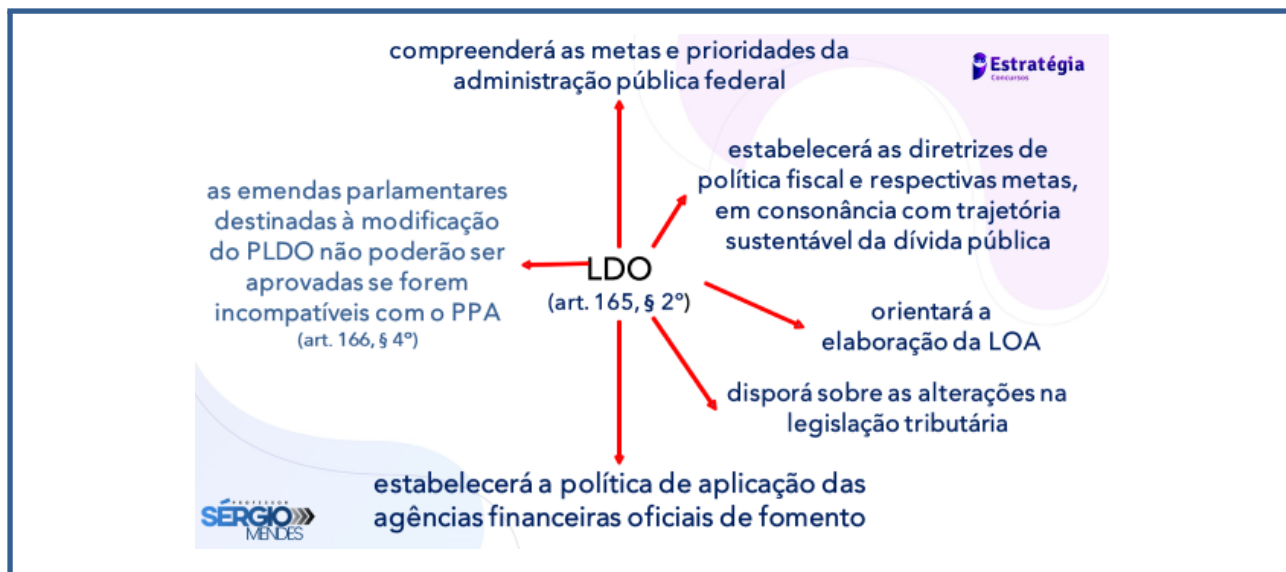 compreenderá as metas e prioridades da
administração pública federal
Estratégia
Concursos
estabelecerá as diretrizes de
política fiscal e respectivas metas,
em consonância com trajetória
sustentável da dívida pública
as emendas parlamentares
destinadas à modificação
do PLDO não poderão ser
aprovadas se forem
incompatíveis com o PPA
(art. 166, § 4º)
LDO
(art. 165, § 2º)
orientará a
elaboração da LOA
disporá sobre as alterações na
legislação tributária
estabelecerá a política de aplicação das
agências financeiras oficiais de fomento
PROFESSOR
SÉRGIO
MENDES